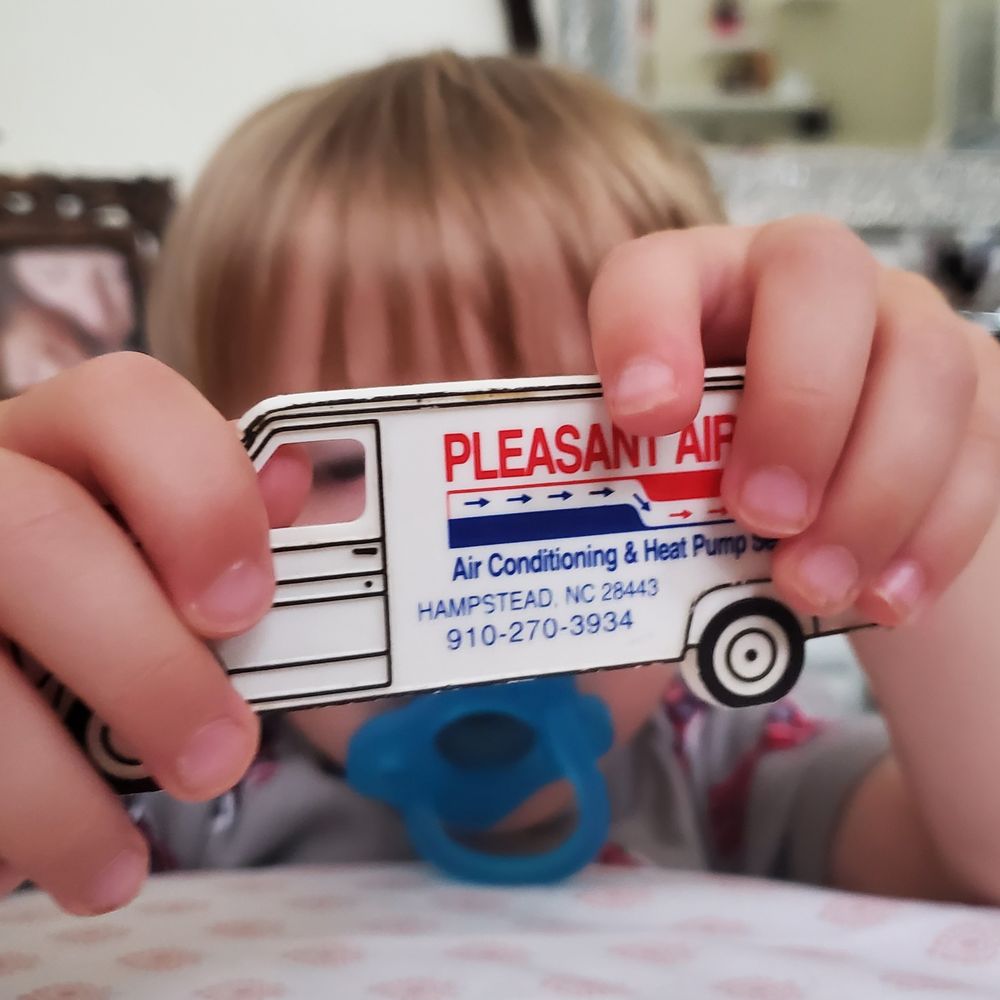 PLEASANT AIR
Air Conditioning & Heat Pump
HAMPSTEAD, NC 28443
910-270-3934